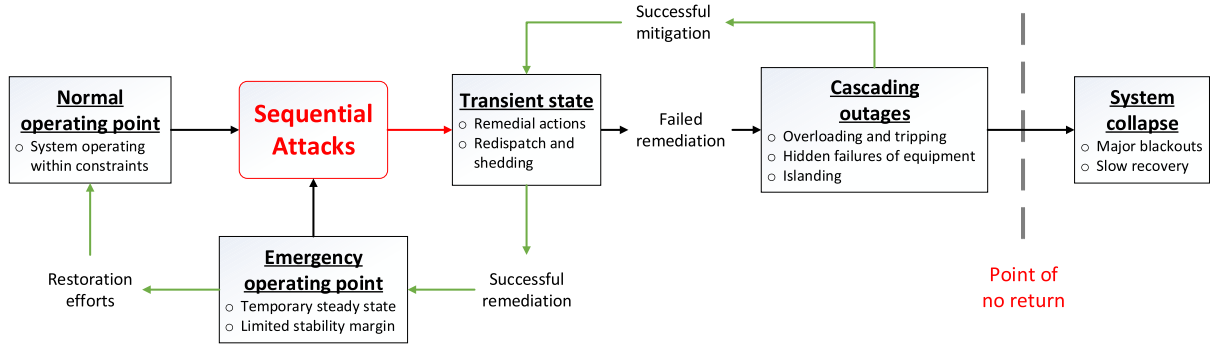 Normal
operating point
○ System operating
within constraints
Sequential
Attacks
Transient state
○ Remedial actions
○ Redispatch and
shedding
Successful
mitigation
Failed
remediation
Cascading
outages
○ Overloading and tripping
○ Hidden failures of equipment
○ Islanding
System
collapse
○ Major blackouts
○ Slow recovery
Restoration
efforts
Emergency
operating point
○ Temporary steady state
○ Limited stability margin
Successful
remediation
Point of
no return